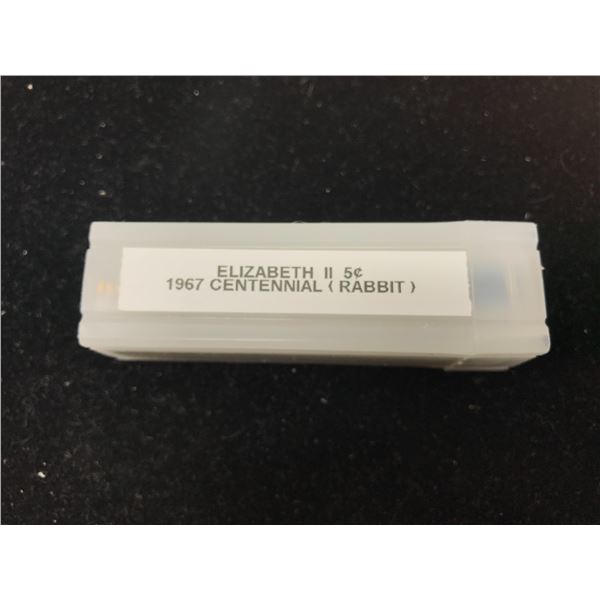 ELIZABETH II 5¢
1967 CENTENNIAL ( RABBIT )